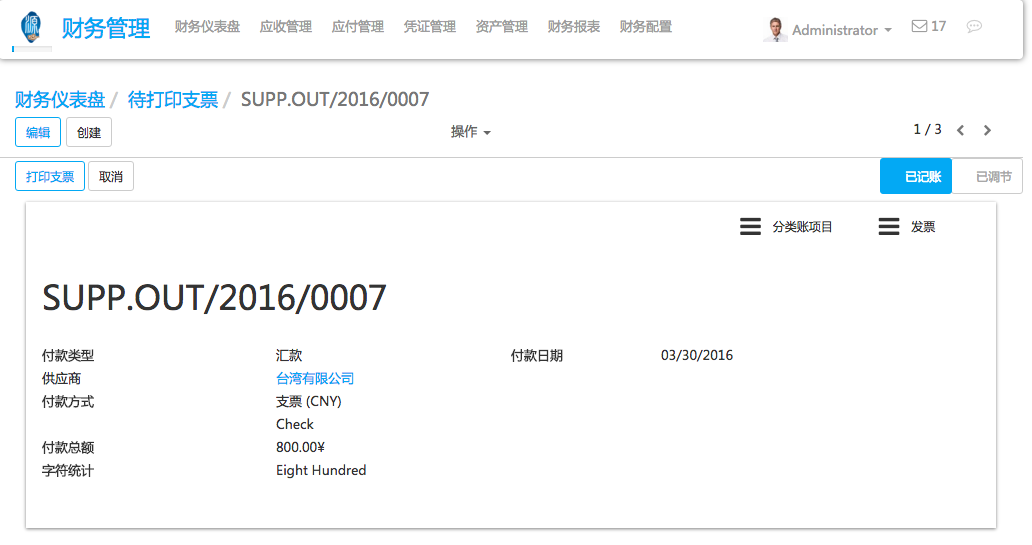 源
财务管理 财务仪表盘 应收管理 应付管理 凭证管理 资产管理 财务报表 财务配置 Administrator 17
财务仪表盘 / 待打印支票 / SUPP.OUT/2016/0007
编辑 创建 操作 1 / 3
打印支票 取消 已记账 已调节
分类账项目 发票
SUPP.OUT/2016/0007
付款类型 汇款 付款日期 03/30/2016
供应商 台湾有限公司
付款方式 支票 (CNY)
Check
付款总额 800.00¥
字符统计 Eight Hundred